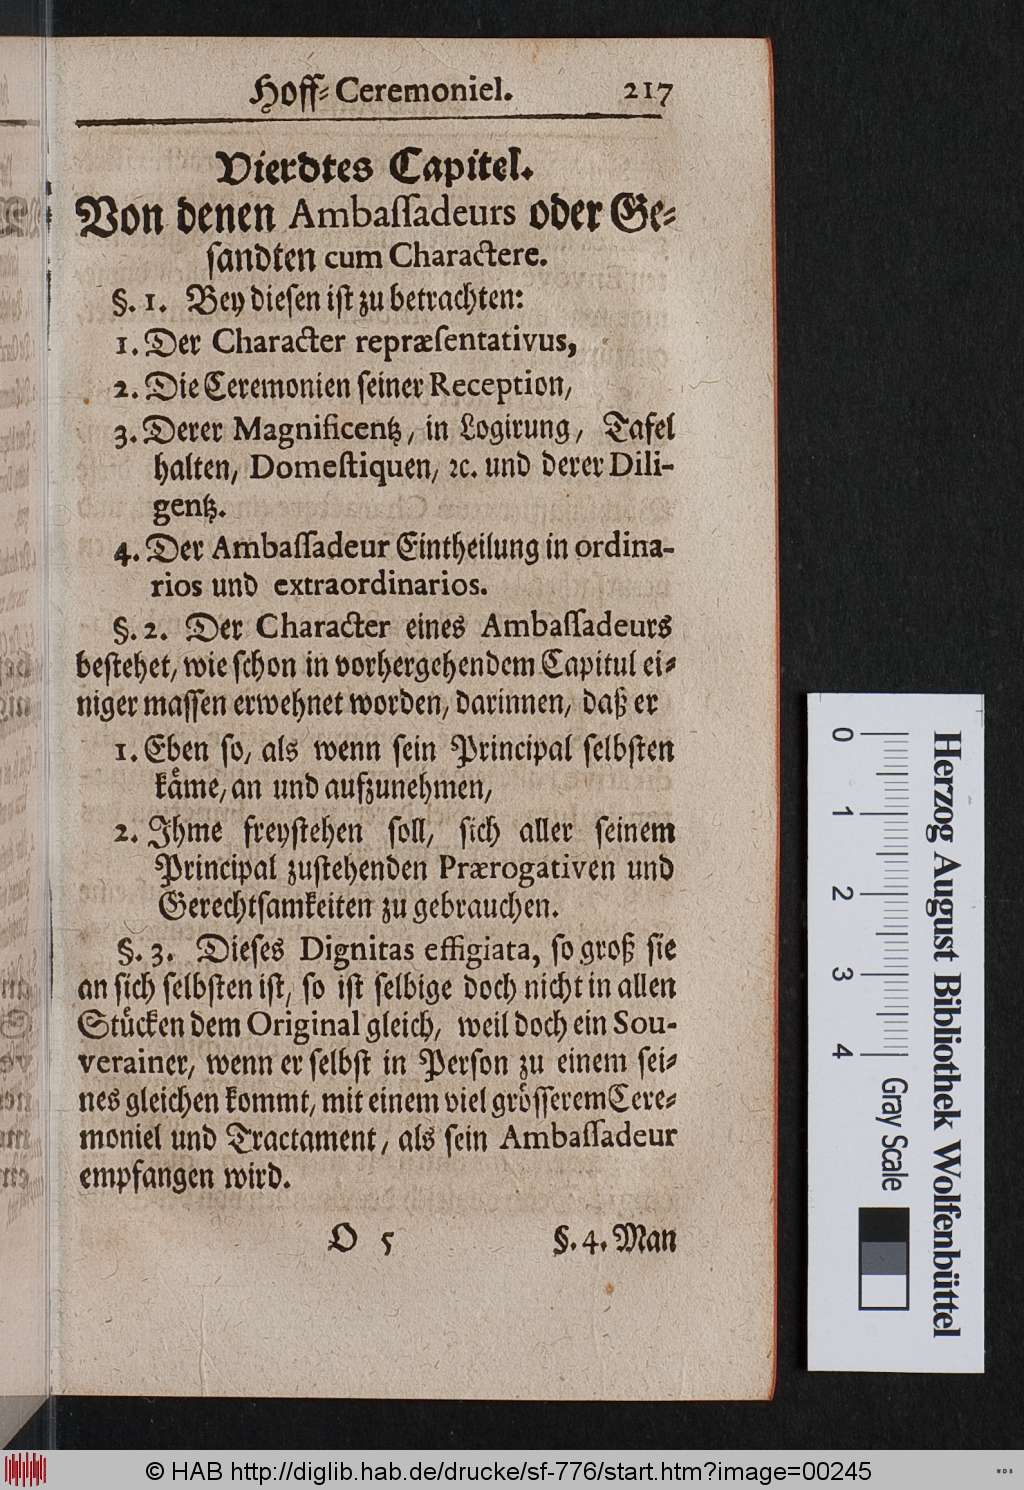 Hoff-Ceremoniel. 217
Vierdtes Capitel.
Von denen Ambaſſadeurs oder Ge-
ſandten cum Charactere.
§. 1. Bey dieſen iſt zu betrachten:
1. Der Character repræſentativus,
2. Die Ceremonien ſeiner Reception,
3. Derer Magnificentz, in Logirung, Tafel
halten, Domeſtiquen, ꝛc. und derer Dili-
gentz.
4. Der Ambaſſadeur Eintheilung in ordina-
rios und extraordinarios.
§. 2. Der Character eines Ambaſſadeurs
beſtehet, wie ſchon in vorhergehendem Capitul ei-
niger maſſen erwehnet worden, darinnen, daß er
1. Eben ſo, als wenn ſein Principal ſelbſten
kaͤme, an und aufzunehmen,
2. Ihme freyſtehen ſoll, ſich aller ſeinem
Principal zuſtehenden Prærogativen und
Gerechtſamkeiten zu gebrauchen.
§. 3. Dieſes Dignitas effigiata, ſo groß ſie
an ſich ſelbſten iſt, ſo iſt ſelbige doch nicht in allen
Stuͤcken dem Original gleich, weil doch ein Sou-
verainer, wenn er ſelbſt in Perſon zu einem ſei-
nes gleichen kommt, mit einem viel groͤſſerem Cere-
moniel und Tractament, als ſein Ambaſſadeur
empfangen wird.
O 5 §. 4. Man
0 1 2 3 4 Gray Scale
Herzog August Bibliothek Wolfenbüttel
© HAB http://diglib.hab.de/drucke/sf-776/start.htm?image=00245